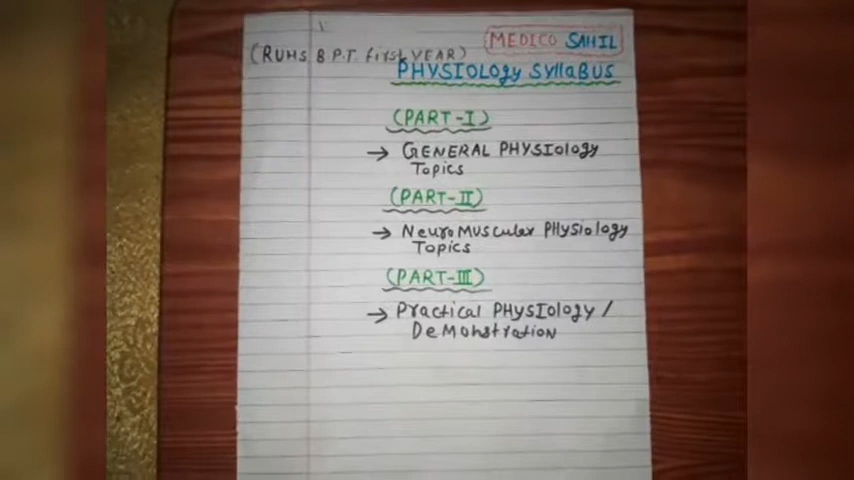 MEDICO SAHIL
(RUHS B P.T. first YEAR)
PHYSIOLogy SyllaBUS
(PART-I)
→ GENERAL PHYSIology
Topics
(PART-II)
→ NeuroMUScular PHYSiology
Topics
(PART-III)
→ Practical PHYSIology /
DeMonstration